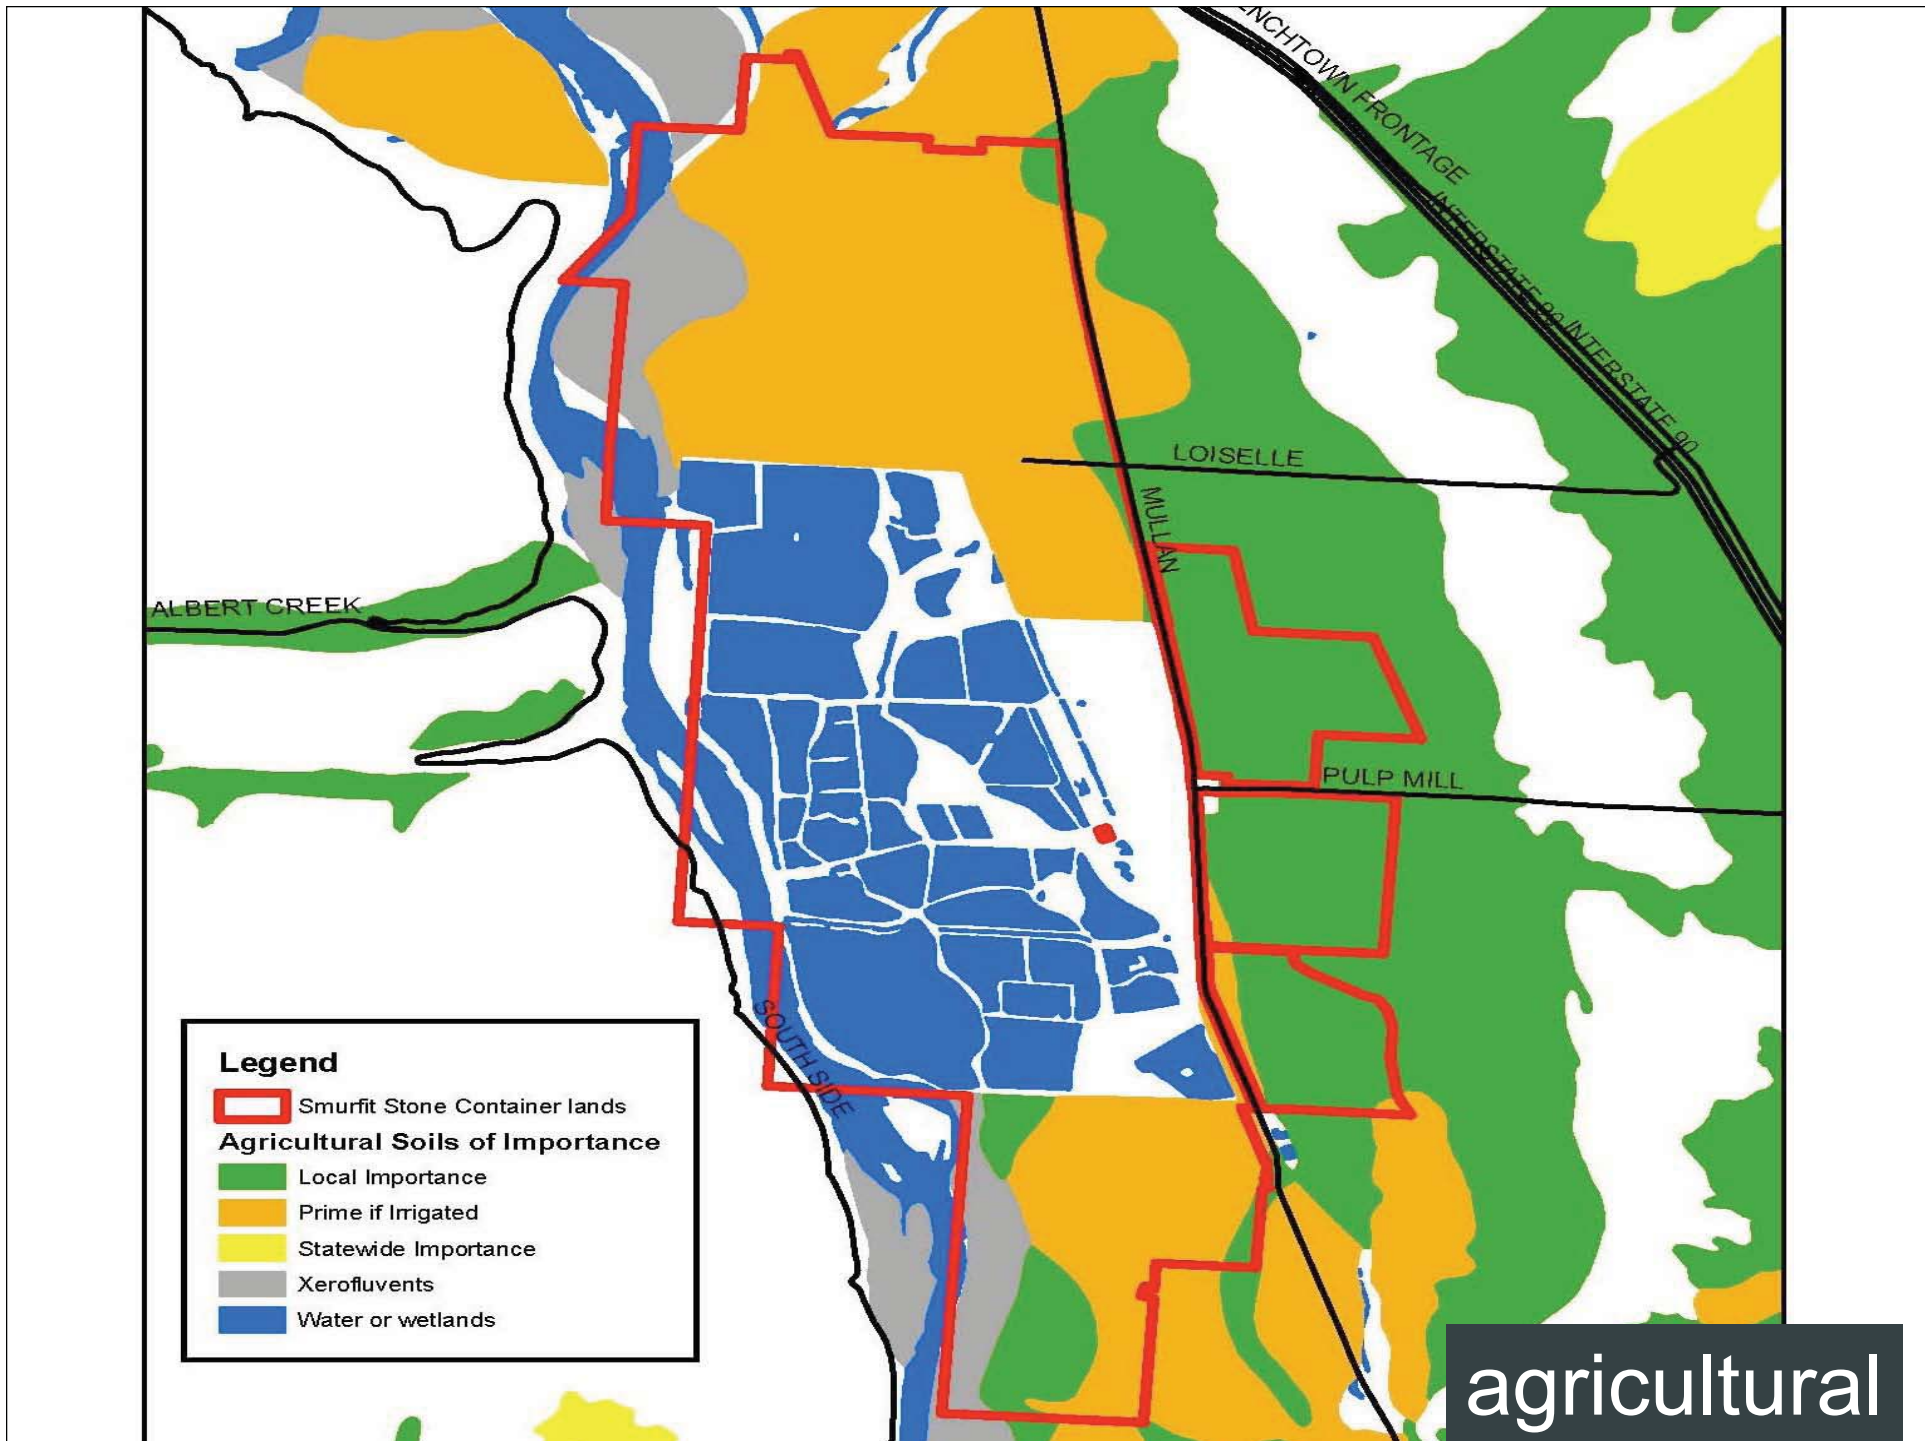 ENCHTOWN FRONTAGE
INTERSTATE 90
INTERSTATE 90
LOISELLE
MULLAN
ALBERT CREEK
PULP MILL
SOUTH SIDE
Legend
Smurfit Stone Container lands
Agricultural Soils of Importance
Local Importance
Prime if Irrigated
Statewide Importance
Xerofluvents
Water or wetlands
agricultural